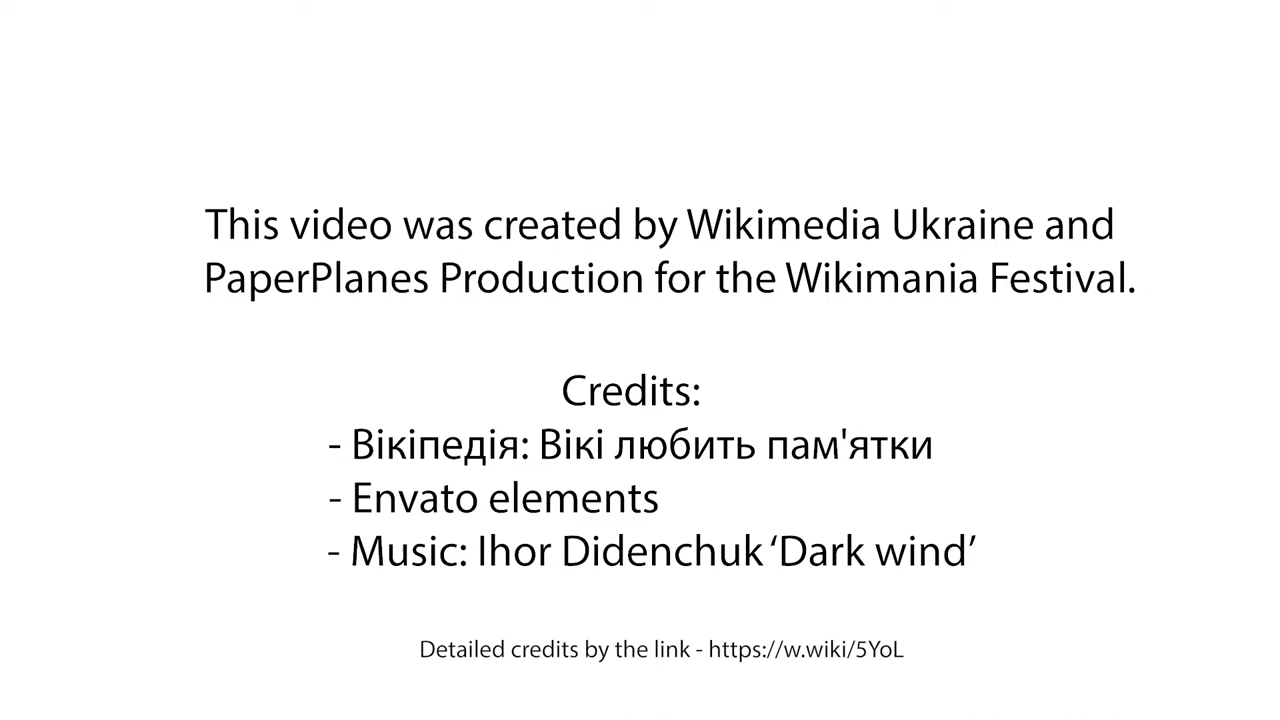 This video was created by Wikimedia Ukraine and
PaperPlanes Production for the Wikimania Festival.
Credits:
- Вікіпедія: Вікі любить пам'ятки
- Envato elements
- Music: Ihor Didenchuk ‘Dark wind’
Detailed credits by the link - https://w.wiki/5YoL